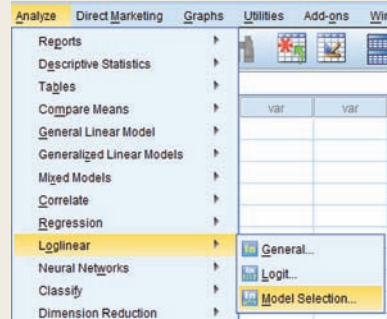 Analyze Direct Marketing Graphs Utilities Add-ons
Reports
Descriptive Statistics
Tables
Compare Means
var var
General Linear Model
Generalized Linear Models
Mixed Models
Correlate
Regression
Loglinear
General...
Neural Networks
Logit...
Classify
Model Selection...
Dimension Reduction